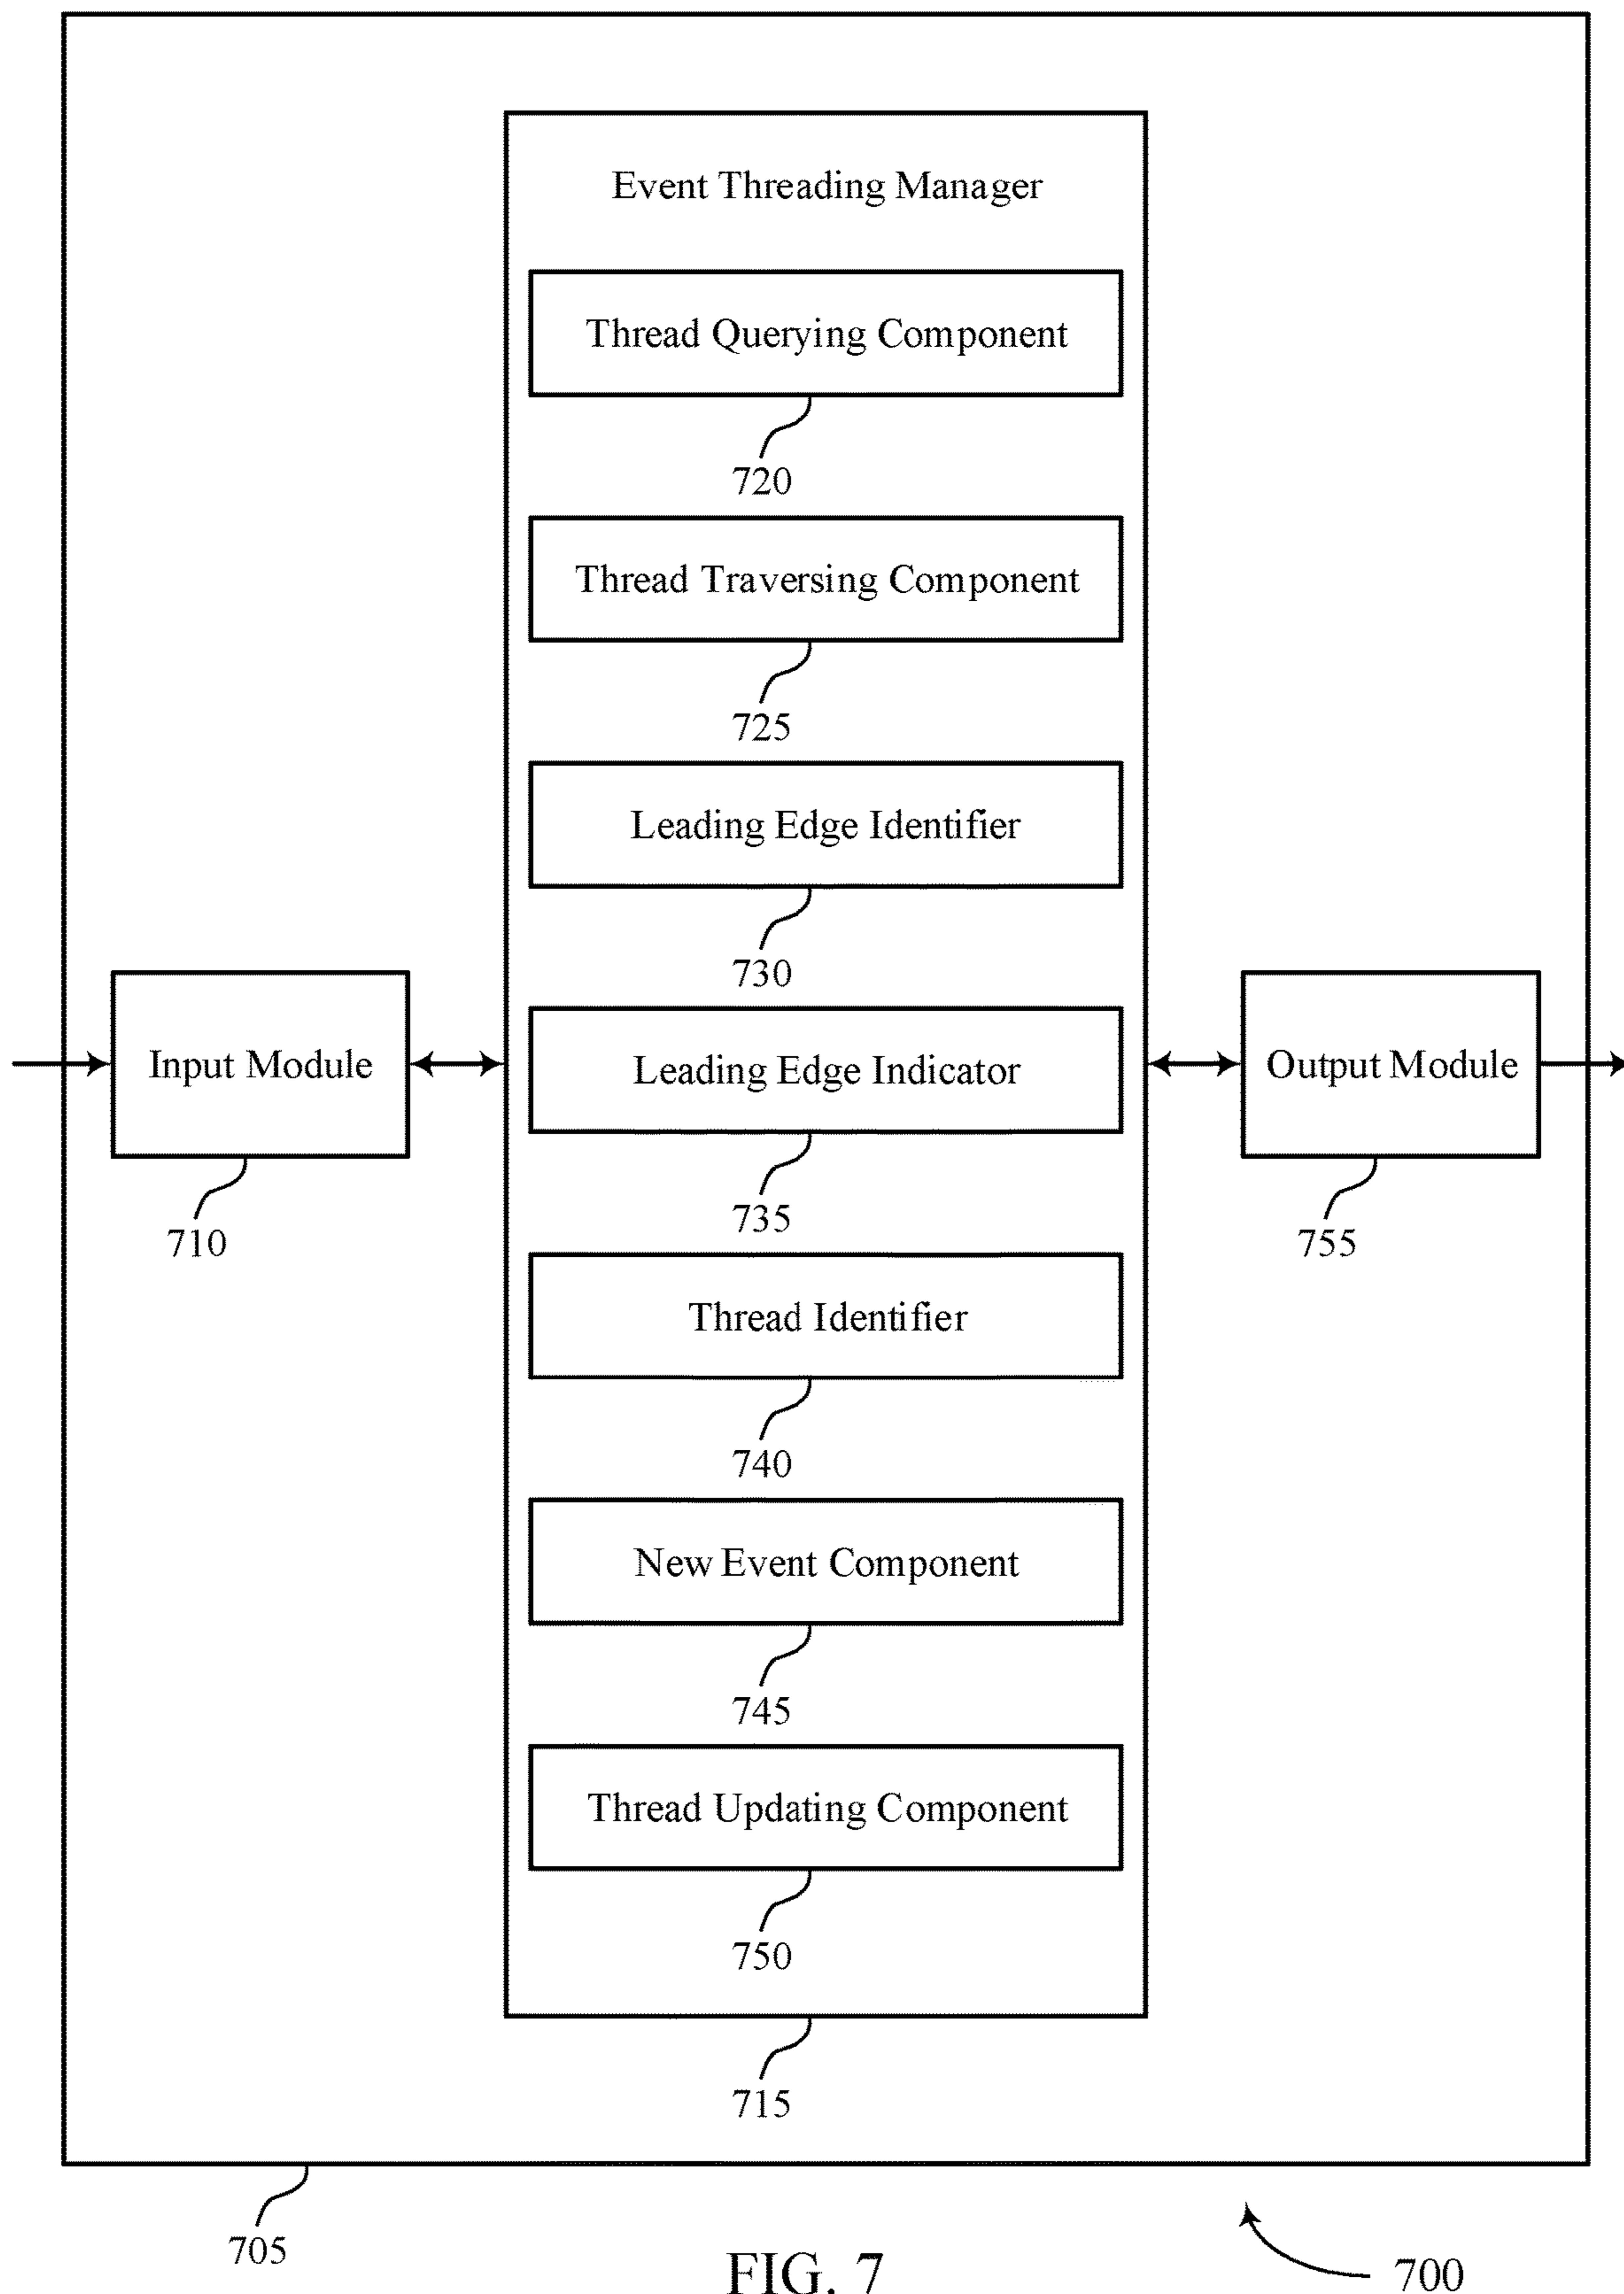 Event Threading Manager
Thread Querying Component
720
Thread Traversing Component
725
Leading Edge Identifier
730
Input Module
710
Leading Edge Indicator
735
Output Module
755
Thread Identifier
740
New Event Component
745
Thread Updating Component
750
715
705
FIG. 7
700